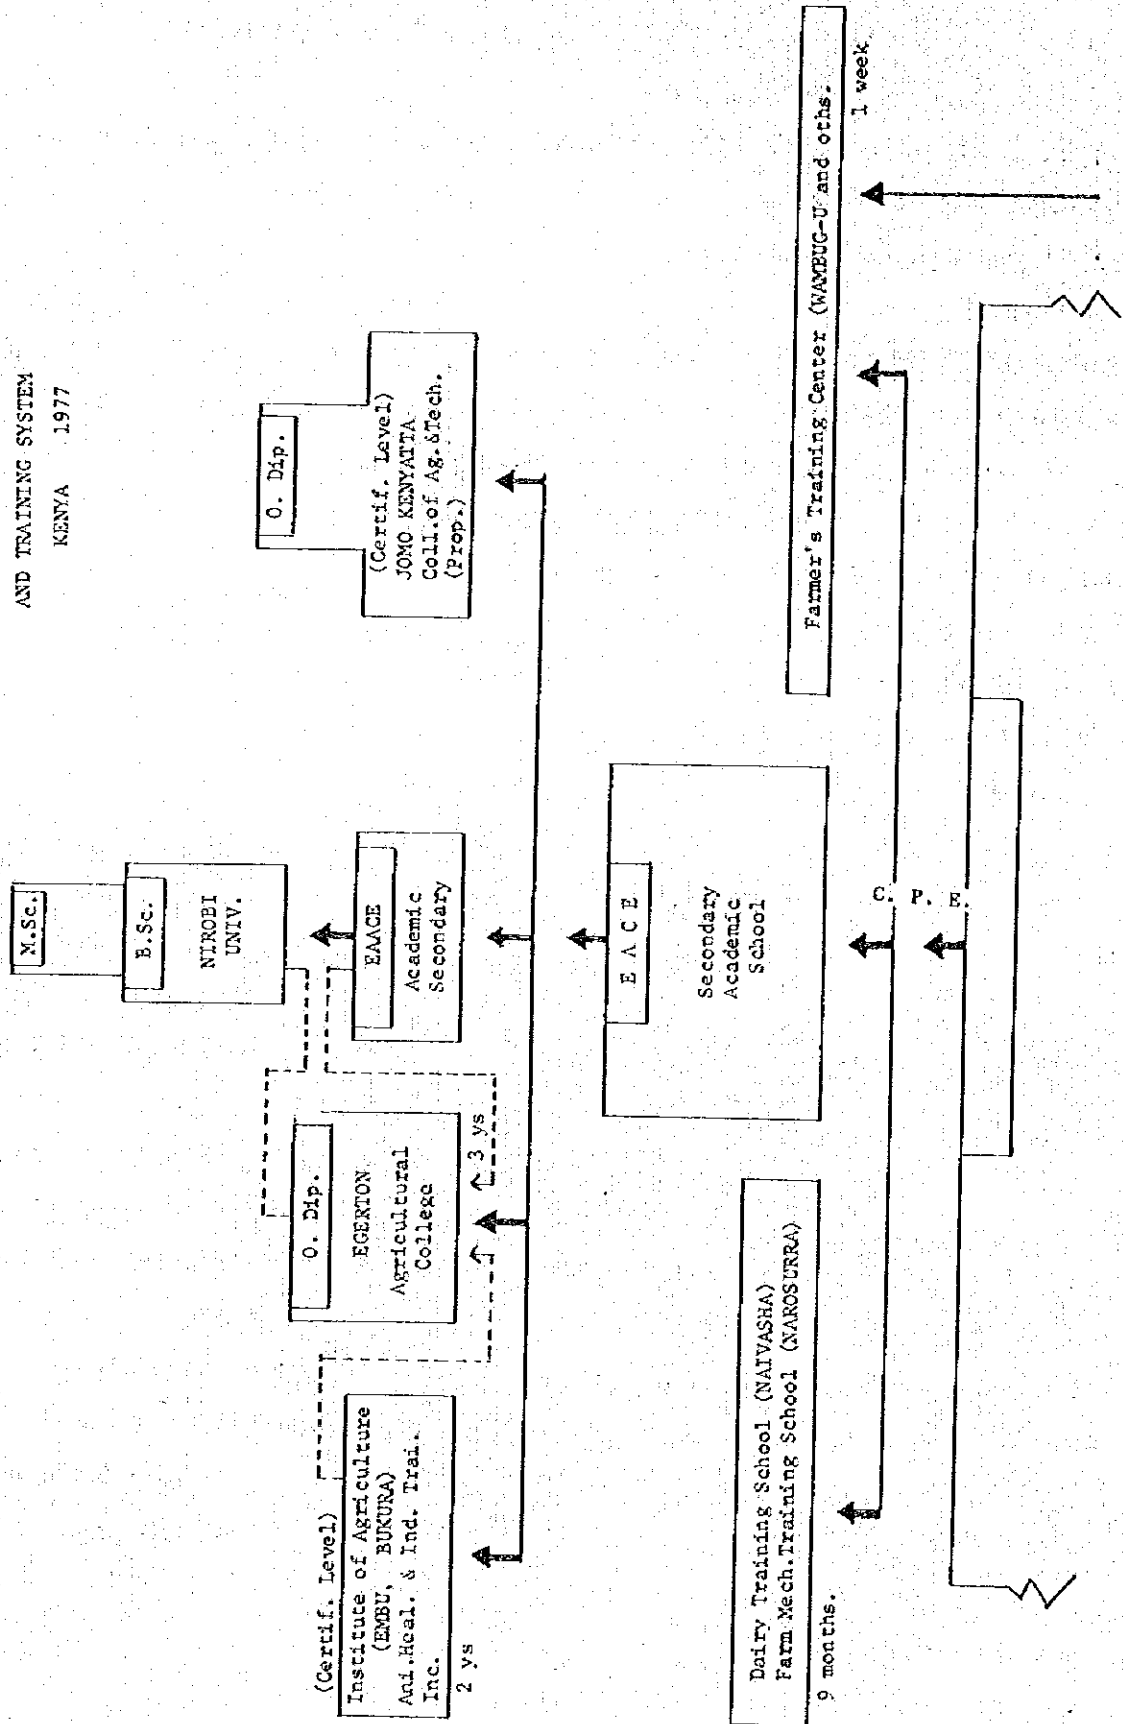 AND TRAINING SYSTEM
KENYA 1977
M.Sc.
B.Sc.
NIROBI
UNIV.
(Certif. Level)
Institute of Agriculture
(EMBU, BUKURA)
Ani.Heal. & Ind. Trai.
Inc.
2 ys
O. Dip.
EGERTON
Agricultural
College
3 ys
EAACE
Academic
Secondary
O. Dip.
(Certif. Level)
JOMO KENYATTA
Coll.of Ag.&Tech.
(Prop.)
E A C E
Secondary
Academic
School
Dairy Training School (NAIVASHA)
Farm Mech.Training School (NAROSURRA)
9 months.
Farmer's Training Center (WAMBUG-U and oths.
1 week
C. P. E.